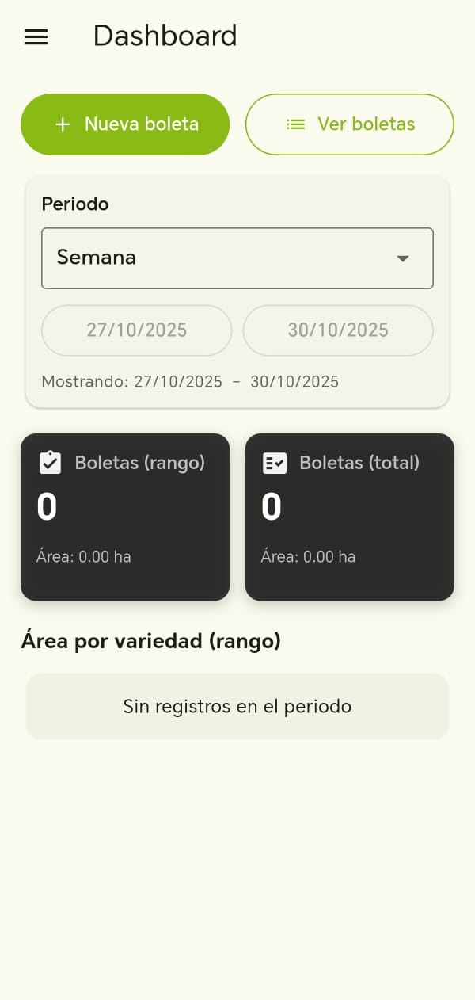 Dashboard
+ Nueva boleta
Ver boletas
Periodo
Semana
27/10/2025
30/10/2025
Mostrando: 27/10/2025 – 30/10/2025
Boletas (rango)
0
Área: 0.00 ha
Boletas (total)
0
Área: 0.00 ha
Área por variedad (rango)
Sin registros en el periodo